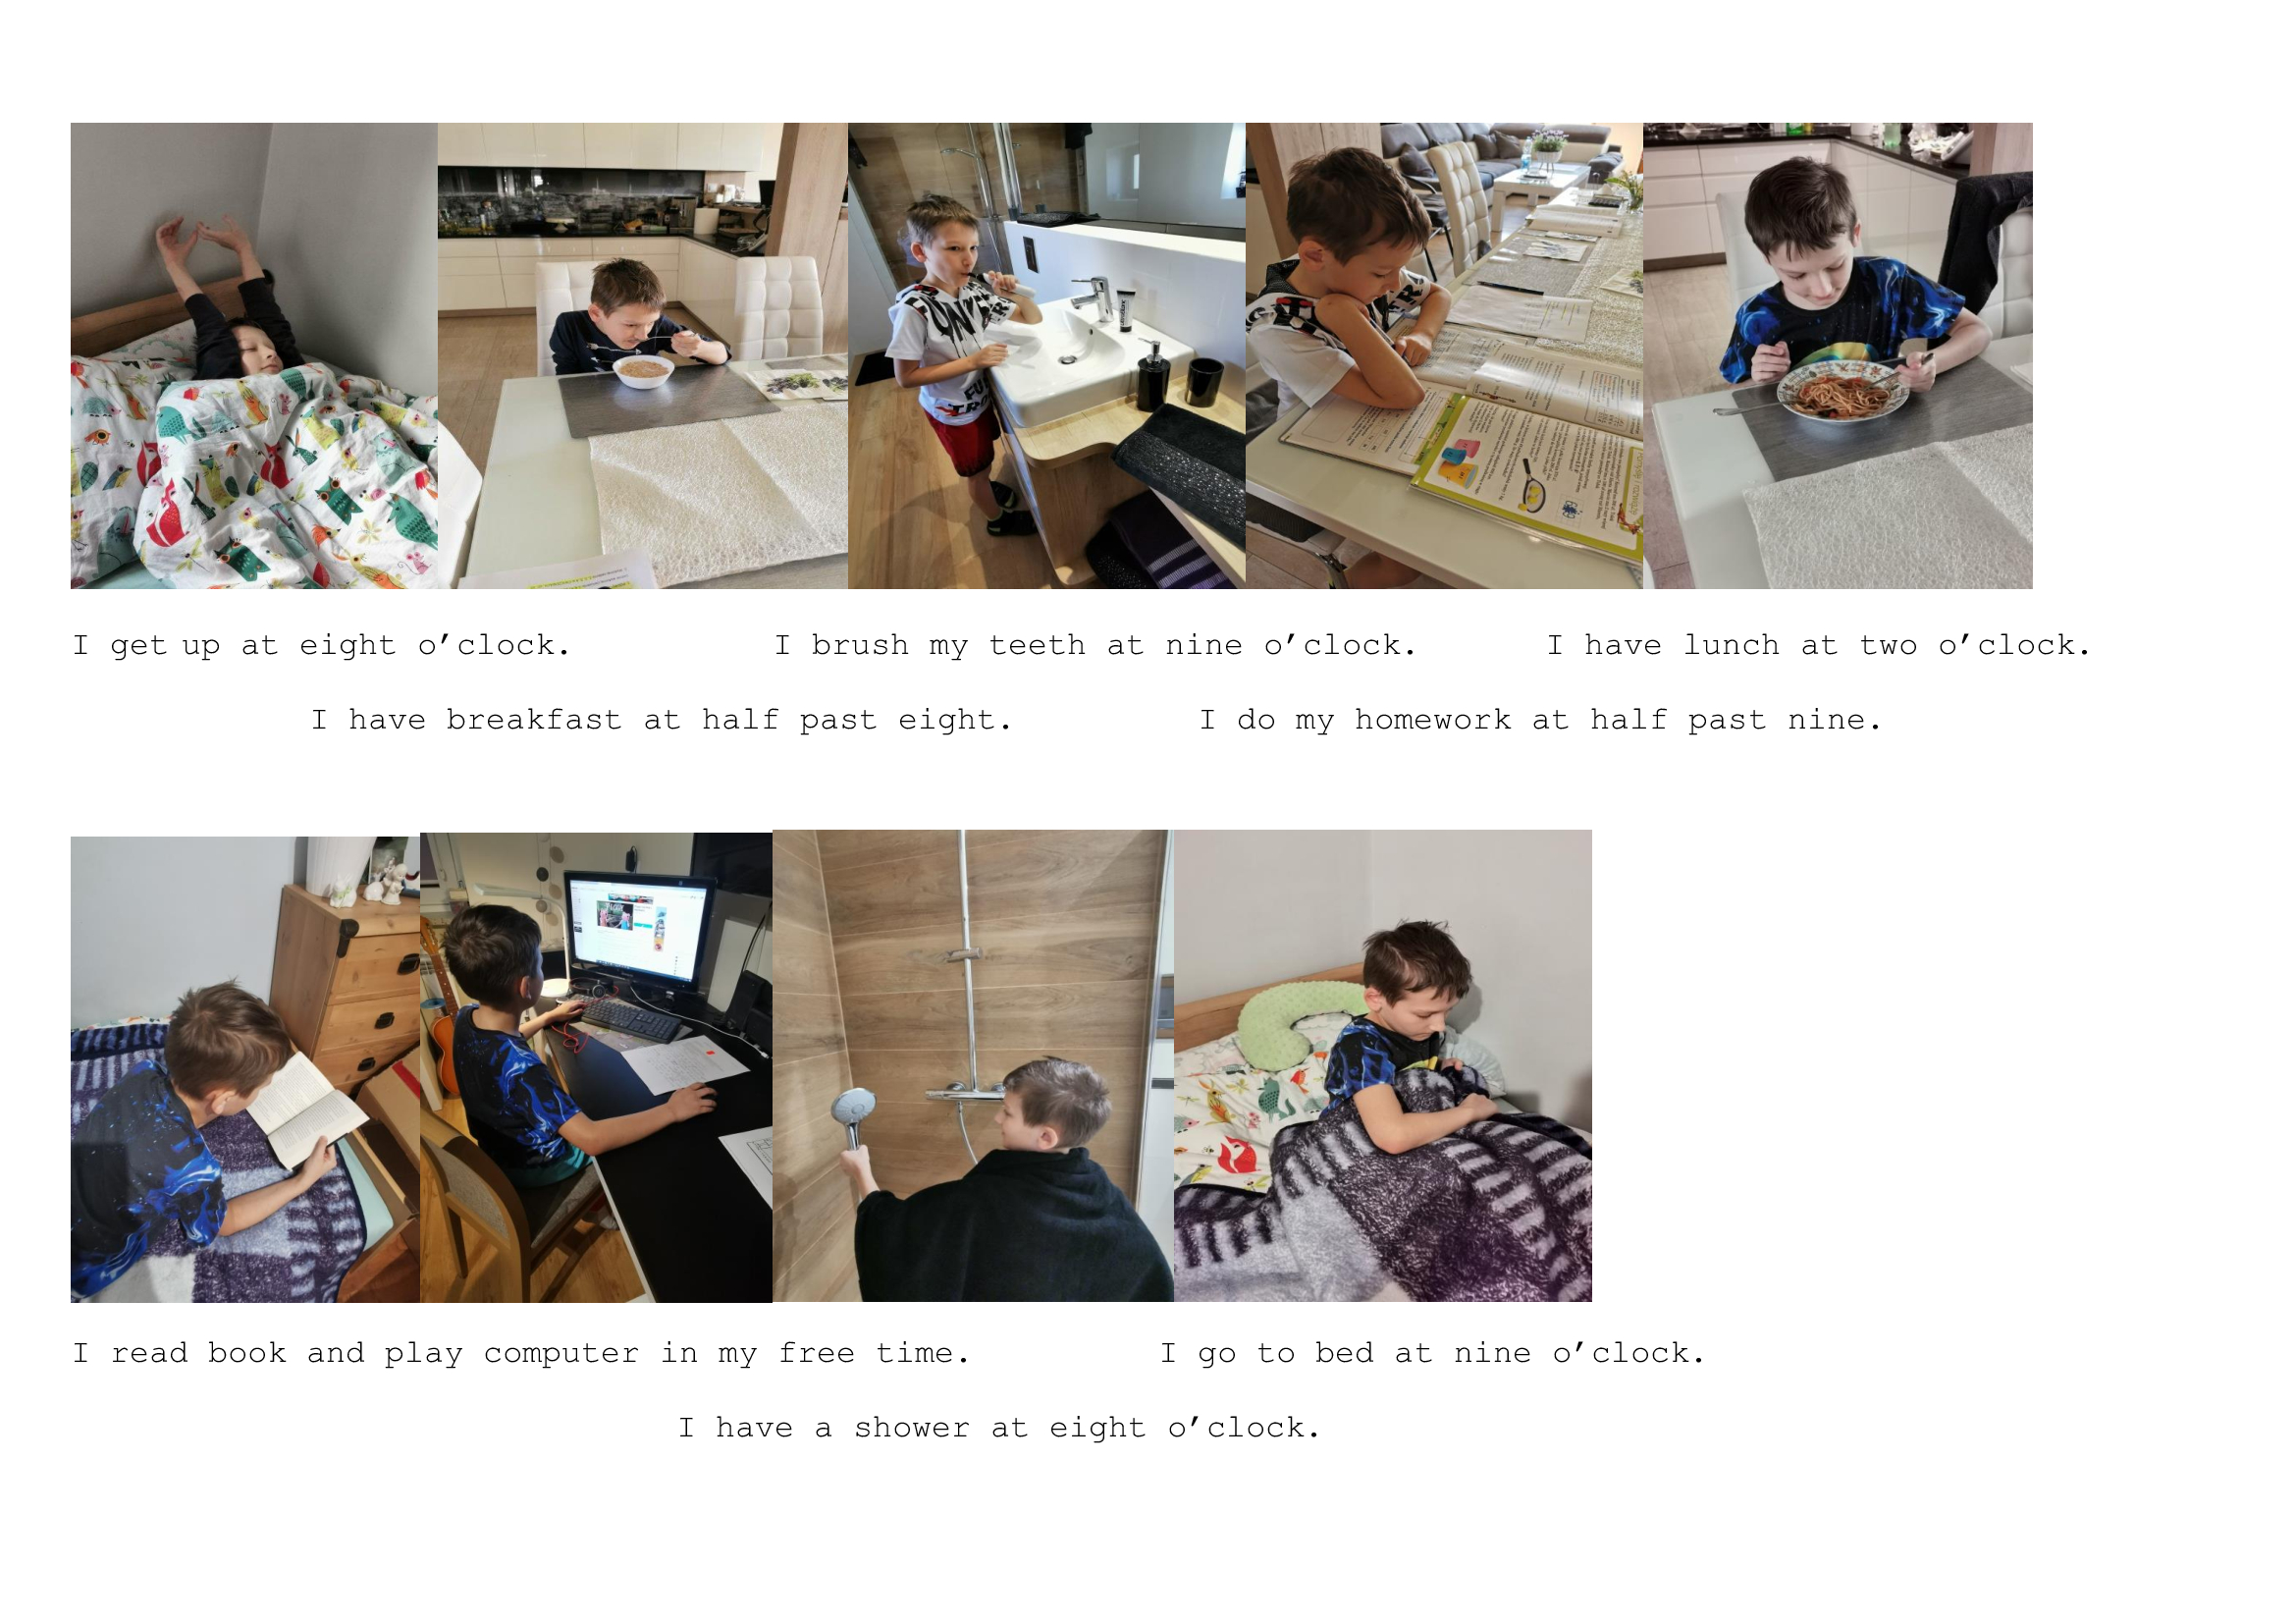 I get up at eight o’clock.
I have breakfast at half past eight.
I brush my teeth at nine o’clock.
I do my homework at half past nine.
I have lunch at two o’clock.
I read book and play computer in my free time.
I have a shower at eight o’clock.
I go to bed at nine o’clock.